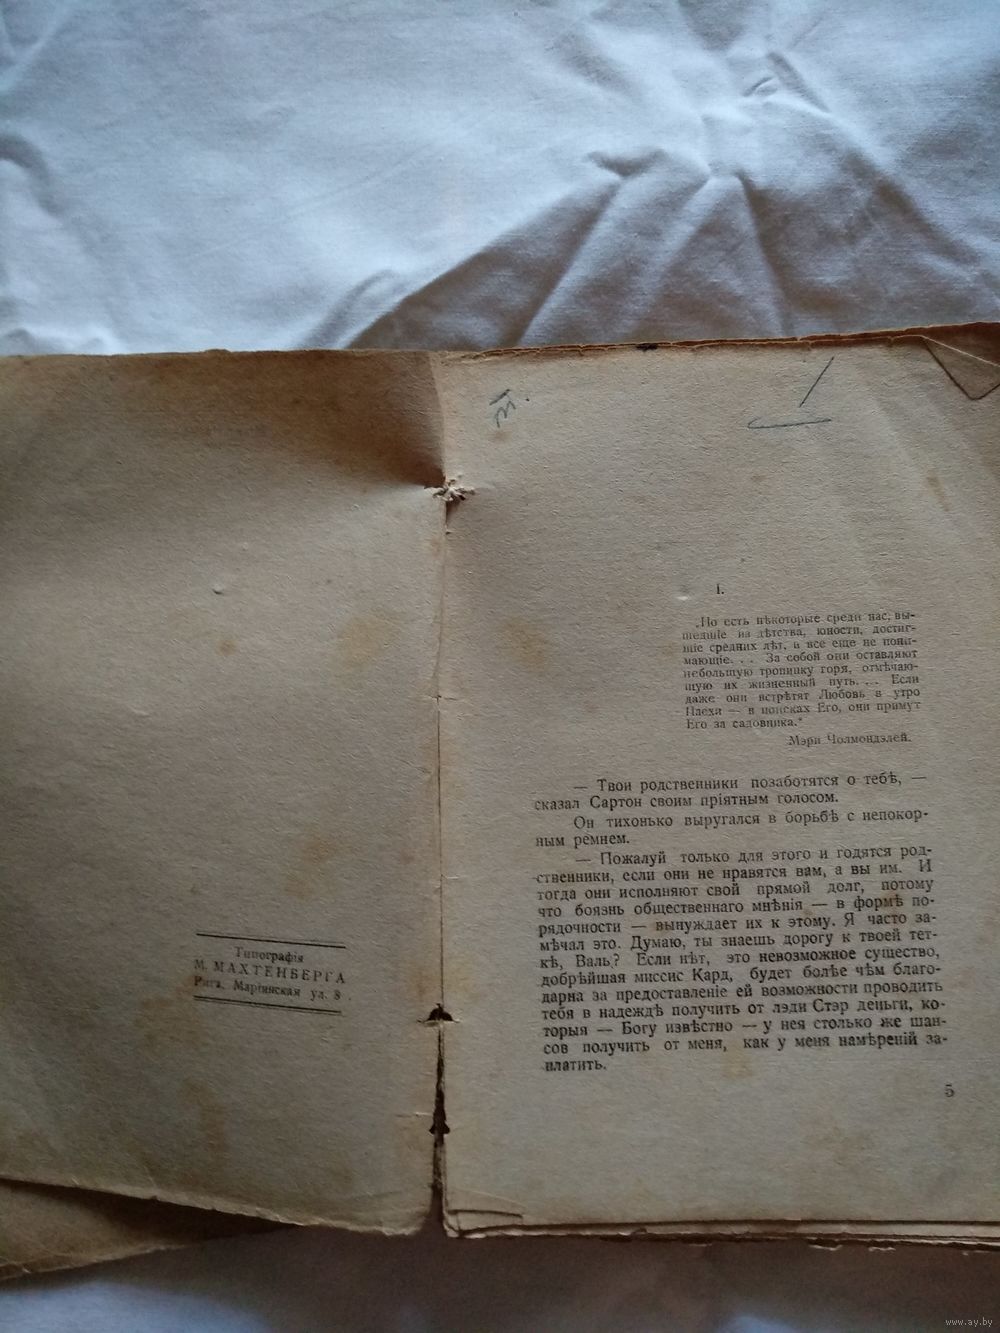 Типографія
М. МАХТЕНБЕРГА
Рига, Маріинская ул. 8.
I.
„Но есть нѣкоторые среди нас, вы-
шедшіе из дѣтства, юности, достиг-
шіе средних лѣт, и все еще не пони-
мающіе. . . За собой они оставляют
небольшую тропинку горя, отмѣчаю-
щую их жизненный путь. . . Если
даже они встрѣтят Любовь в утро
Пасхи — в поисках Его, они примут
Его за садовника.“
Мэри Чолмондэлей.
— Твои родственники позаботятся о тебѣ, —
сказал Сартон своим пріятным голосом.
Он тихонько выругался в борьбѣ с непокор-
ным ремнем.
— Пожалуй только для этого и годятся род-
ственники, если они не нравятся вам, а вы им. И
тогда они исполняют свой прямой долг, потому
что боязнь общественнаго мнѣнія — в формѣ по-
рядочности — вынуждает их к этому. Я часто за-
мѣчал это. Думаю, ты знаешь дорогу к твоей тет-
кѣ, Валь? Если нѣт, это невозможное существо,
добрѣйшая миссис Кард, будет болѣе чѣм благо-
дарна за предоставленіе ей возможности проводить
тебя в надеждѣ получить от лэди Стэр деньги, ко-
торыя — Богу извѣстно — у нея столько же шан-
сов получить от меня, как у меня намѣреній за-
платить.
5
www.ay.by